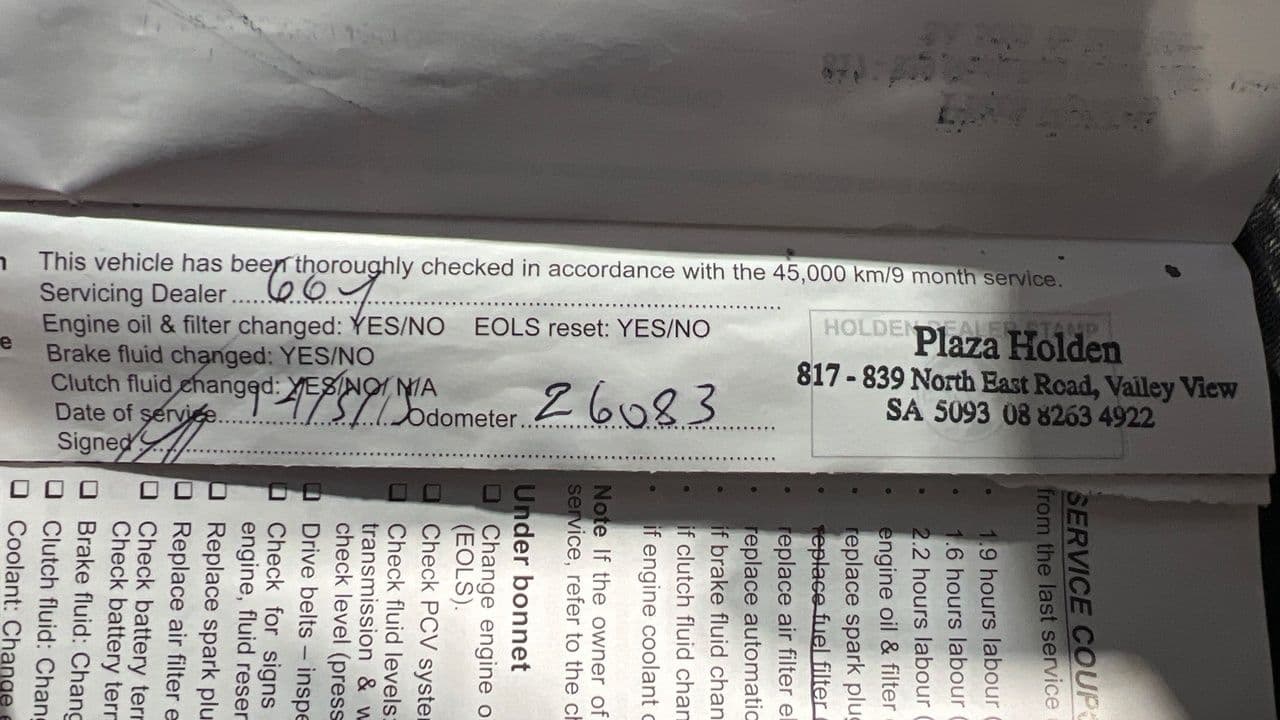 This vehicle has been thoroughly checked in accordance with the 45,000 km/9 month service.
Servicing Dealer
Engine oil & filter changed: YES/NO EOLS reset: YES/NO
Brake fluid changed: YES/NO
Clutch fluid changed: YES/NO/ N/A
Date of service Odometer 26083
Signed
HOLDEN DEALER STAMP
Plaza Holden
817 - 839 North East Road, Valley View
SA 5093 08 8263 4922
SERVICE COUP
from the last service
• 1.9 hours labour (
• 1.6 hours labour (
• 2.2 hours labour (
• engine oil & filter
• replace spark plug
• replace fuel filter (
• replace air filter el
• replace automatic
• if brake fluid chan
• if clutch fluid chan
• if engine coolant c
Note If the owner of
service, refer to the ch
Under bonnet
Change engine o
(EOLS).
Check PCV syste
Check fluid levels:
transmission & w
check level (press
Drive belts – inspe
Check for signs
engine, fluid reser
Replace spark plu
Replace air filter e
Check battery terr
Check battery terr
Brake fluid: Chang
Clutch fluid: Chan
Coolant: Change e